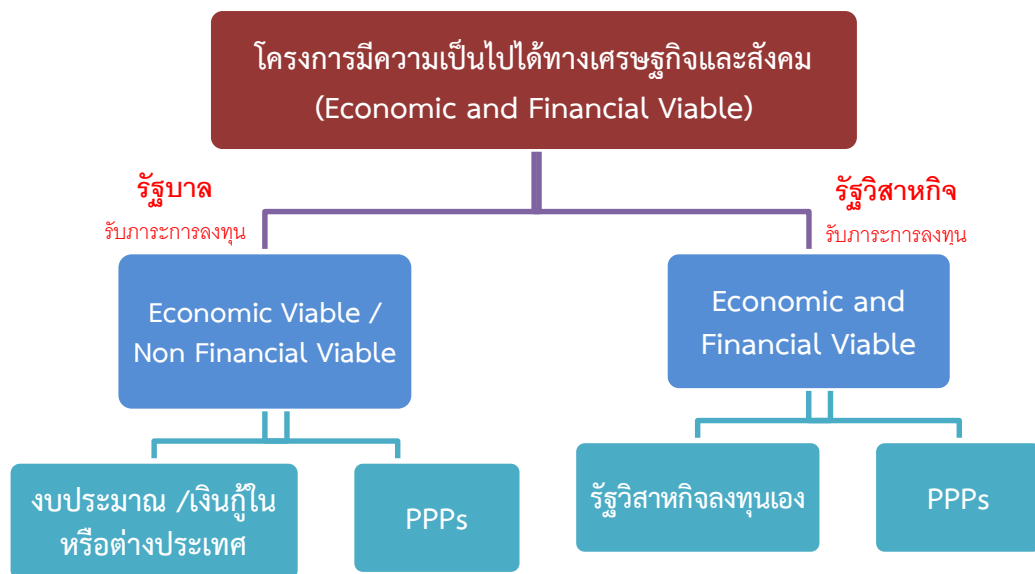 โครงการมีความเป็นไปได้ทางเศรษฐกิจและสังคม
(Economic and Financial Viable)
รัฐบาล
รับภาระการลงทุน
รัฐวิสาหกิจ
รับภาระการลงทุน
Economic Viable /
Non Financial Viable
Economic and
Financial Viable
งบประมาณ /เงินกู้ใน
หรือต่างประเทศ
PPPs
รัฐวิสาหกิจลงทุนเอง
PPPs